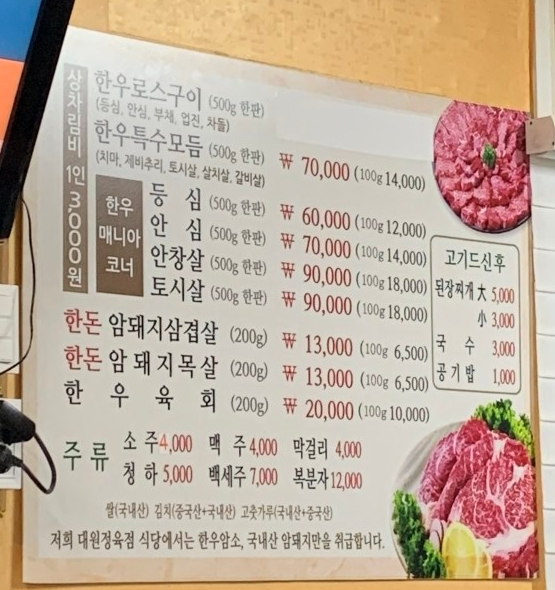 상차림비 1인 3,000원
한우로스구이 (500g 한판)
(등심, 안심, 부채, 업진, 차돌)
한우특수모듬 (500g 한판) ₩ 70,000 (100g 14,000)
(치마, 제비추리, 토시살, 살치살, 갈비살)
한우 매니아 코너
등심 (500g 한판) ₩ 60,000 (100g 12,000)
안심 (500g 한판) ₩ 70,000 (100g 14,000)
안창살 (500g 한판) ₩ 90,000 (100g 18,000)
토시살 (500g 한판) ₩ 90,000 (100g 18,000)
한돈 암돼지삼겹살 (200g) ₩ 13,000 (100g 6,500)
한돈 암돼지목살 (200g) ₩ 13,000 (100g 6,500)
한우육회 (200g) ₩ 20,000 (100g 10,000)
고기드신후
된장찌개 大 5,000
小 3,000
국수 3,000
공기밥 1,000
주류
소주 4,000 맥주 4,000 막걸리 4,000
청하 5,000 백세주 7,000 복분자 12,000
쌀(국내산) 김치(중국산+국내산) 고춧가루(국내산+중국산)
저희 대원정육점 식당에서는 한우암소, 국내산 암돼지만을 취급합니다.